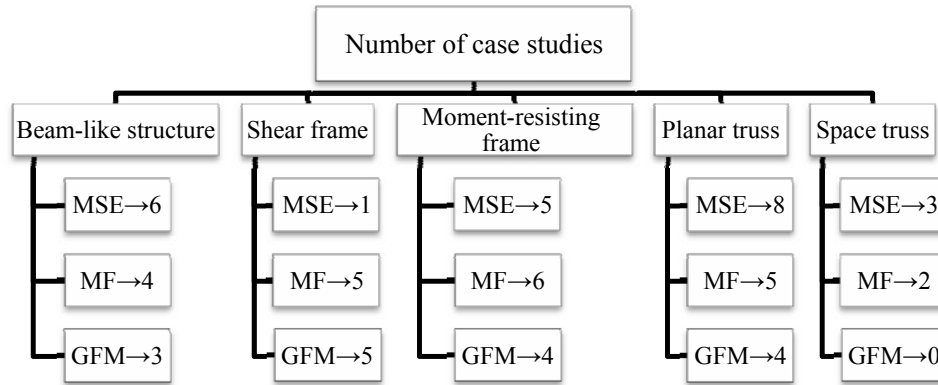 Number of case studies
Beam-like structure
MSE→6
MF→4
GFM→3
Shear frame
MSE→1
MF→5
GFM→5
Moment-resisting
frame
MSE→5
MF→6
GFM→4
Planar truss
MSE→8
MF→5
GFM→4
Space truss
MSE→3
MF→2
GFM→0